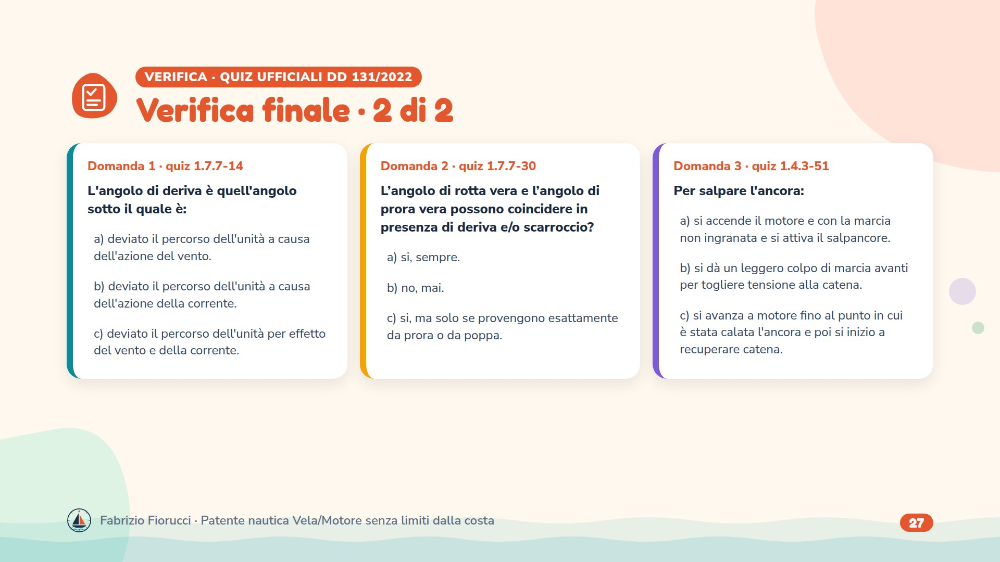 VERIFICA · QUIZ UFFICIALI DD 131/2022
Verifica finale · 2 di 2
Domanda 1 · quiz 1.7.7-14
L'angolo di deriva è quell'angolo
sotto il quale è:
a) deviato il percorso dell'unità a causa
dell'azione del vento.
b) deviato il percorso dell'unità a causa
dell'azione della corrente.
c) deviato il percorso dell'unità per effetto
del vento e della corrente.
Domanda 2 · quiz 1.7.7-30
L’angolo di rotta vera e l’angolo di
prora vera possono coincidere in
presenza di deriva e/o scarroccio?
a) si, sempre.
b) no, mai.
c) si, ma solo se provengono esattamente
da prora o da poppa.
Domanda 3 · quiz 1.4.3-51
Per salpare l'ancora:
a) si accende il motore e con la marcia
non ingranata e si attiva il salpancore.
b) si dà un leggero colpo di marcia avanti
per togliere tensione alla catena.
c) si avanza a motore fino al punto in cui
è stata calata l'ancora e poi si inizio a
recuperare catena.
Fabrizio Fiorucci · Patente nautica Vela/Motore senza limiti dalla costa
27